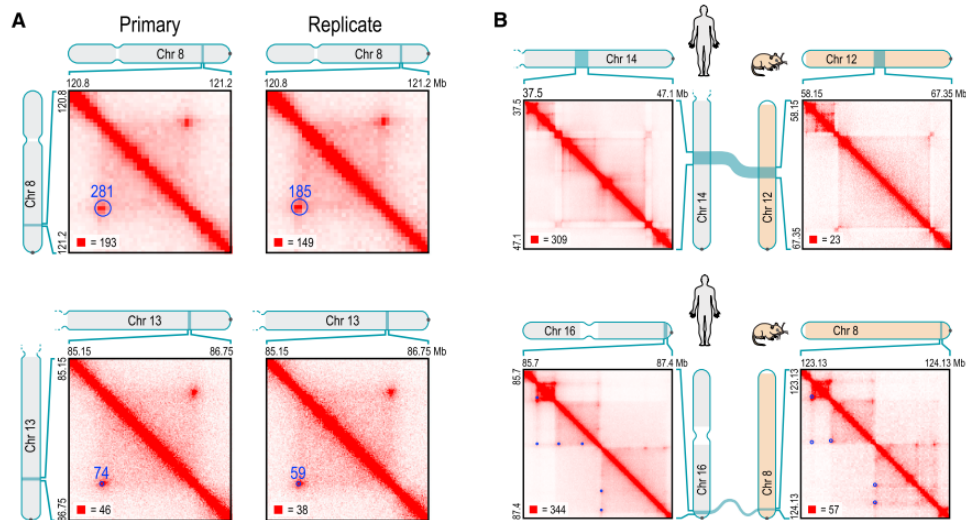 A
Primary
Replicate
Chr 8
Chr 8
120.8
121.2
120.8
121.2 Mb
120.8
121.2
Chr 8
281
185
= 193
= 149
Chr 13
Chr 13
85.15
86.75
85.15
86.75 Mb
85.15
86.75
Chr 13
74
59
= 46
= 38
B
Chr 14
Chr 12
37.5
47.1 Mb
58.15
67.35 Mb
37.5
47.1
58.15
67.35
Chr 14
Chr 12
= 309
= 23
Chr 16
Chr 8
85.7
87.4 Mb
123.13
124.13 Mb
85.7
87.4
123.13
124.13
Chr 16
Chr 8
= 344
= 57